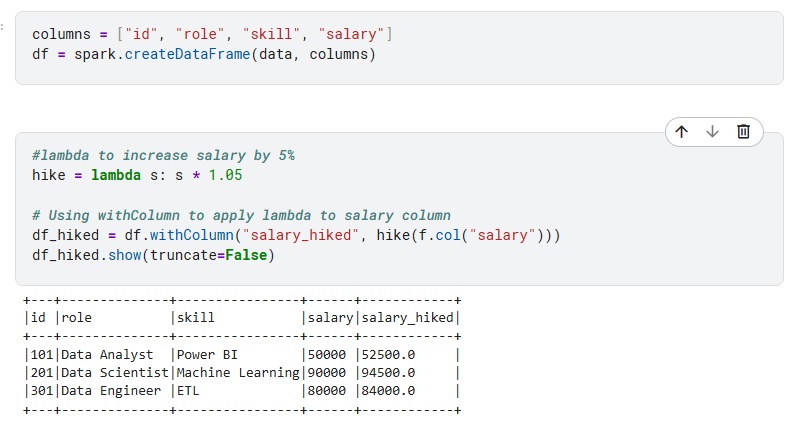 columns = ["id", "role", "skill", "salary"]
df = spark.createDataFrame(data, columns)
#lambda to increase salary by 5%
hike = lambda s: s * 1.05
# Using withColumn to apply lambda to salary column
df_hiked = df.withColumn("salary_hiked", hike(f.col("salary")))
df_hiked.show(truncate=False)
+---+--------------+----------------+------+------------+
|id |role          |skill           |salary|salary_hiked|
+---+--------------+----------------+------+------------+
|101|Data Analyst  |Power BI        |50000 |52500.0     |
|201|Data Scientist|Machine Learning|90000 |94500.0     |
|301|Data Engineer |ETL             |80000 |84000.0     |
+---+--------------+----------------+------+------------+